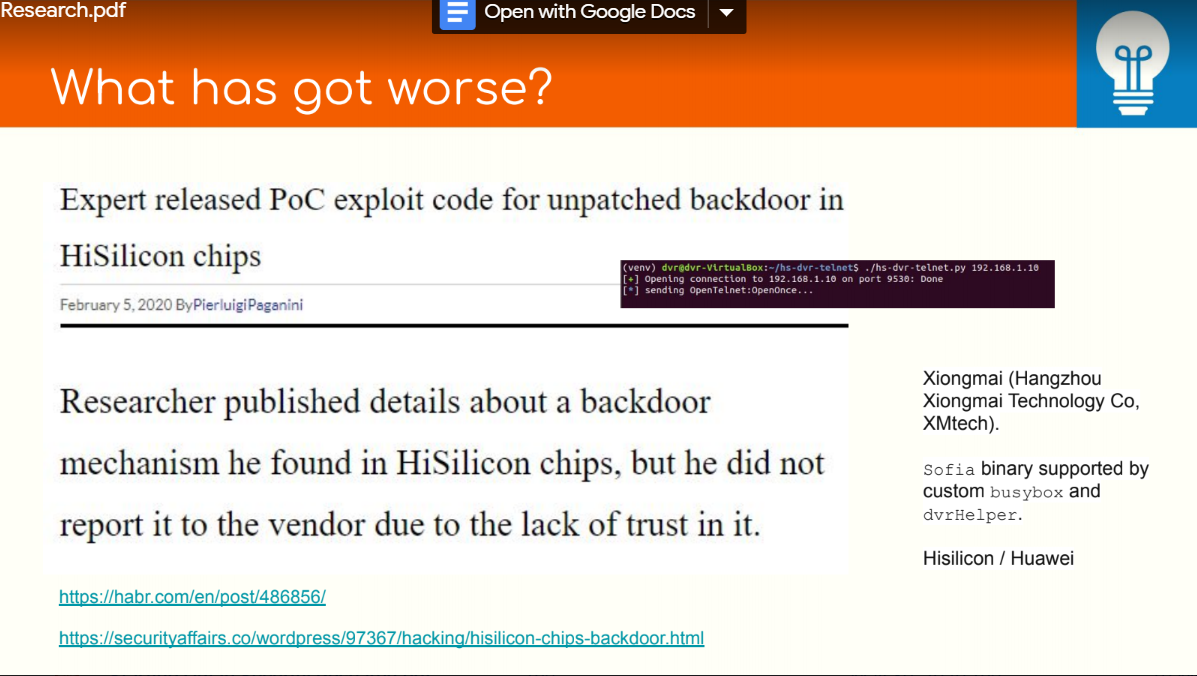 Research.pdf
Open with Google Docs
What has got worse?
Expert released PoC exploit code for unpatched backdoor in
HiSilicon chips
February 5, 2020 ByPierluigiPaganini
(venv) dvr@dvr-VirtualBox:~/hs-dvr-telnet$ ./hs-dvr-telnet.py 192.168.1.10
[+] Opening connection to 192.168.1.10 on port 9530: Done
[*] sending OpenTelnet:OpenOnce...
Researcher published details about a backdoor
mechanism he found in HiSilicon chips, but he did not
report it to the vendor due to the lack of trust in it.
Xiongmai (Hangzhou
Xiongmai Technology Co,
XMtech).
Sofia binary supported by
custom busybox and
dvrHelper.
Hisilicon / Huawei
https://habr.com/en/post/486856/
https://securityaffairs.co/wordpress/97367/hacking/hisilicon-chips-backdoor.html